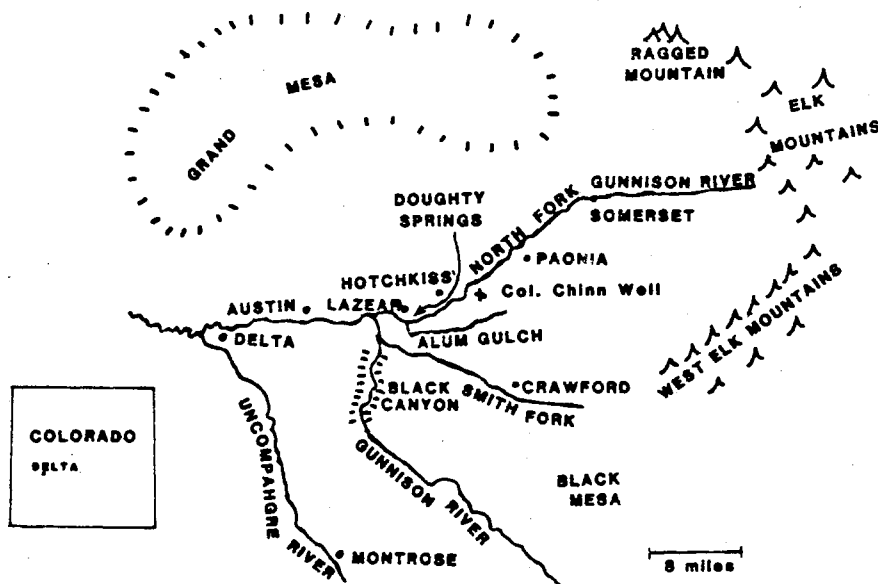 RAGGED
MOUNTAIN
ELK
MOUNTAINS
MESA
GRAND
DOUGHTY
SPRINGS
NORTH FORK
GUNNISON RIVER
SOMERSET
PAONIA
HOTCHKISS
Col. Chinn Well
AUSTIN
LAZEAR
DELTA
ALUM GULCH
WEST ELK MOUNTAINS
BLACK
CANYON
SMITH
FORK
CRAWFORD
COLORADO
DELTA
UNCOMPAHGRE
RIVER
GUNNISON RIVER
BLACK
MESA
MONTROSE
8 miles